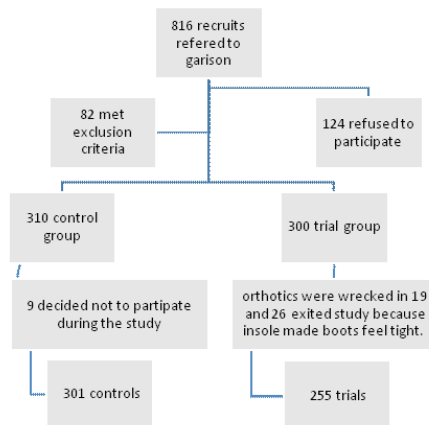 816 recruits
refered to
garison
82 met
exclusion
criteria
124 refused to
participate
310 control
group
300 trial group
9 decided not to partipate
during the study
orthotics were wrecked in 19
and 26 exited study because
insole made boots feel tight.
301 controls
255 trials